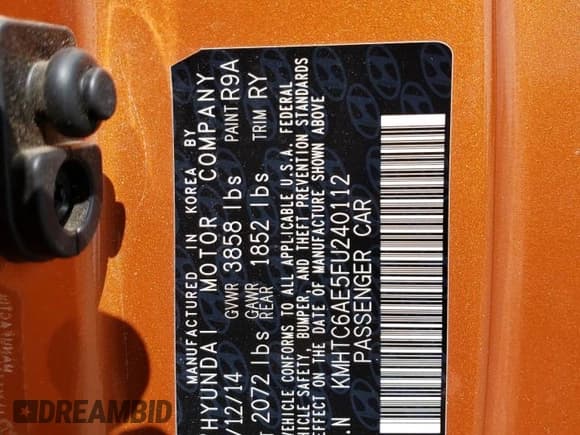 MANUFACTURED IN KOREA BY
HYUNDAI MOTOR COMPANY
/12/14 GVWR 3858 lbs PAINT R9A
2072 lbs GAWR REAR 1852 lbs TRIM RY
VEHICLE CONFORMS TO ALL APPLICABLE U.S.A. FEDERAL
VEHICLE SAFETY, BUMPER, AND THEFT PREVENTION STANDARDS
EFFECT ON THE DATE OF MANUFACTURE SHOWN ABOVE
.N KMHTC6AE5FU240112
PASSENGER CAR
DREAMBID